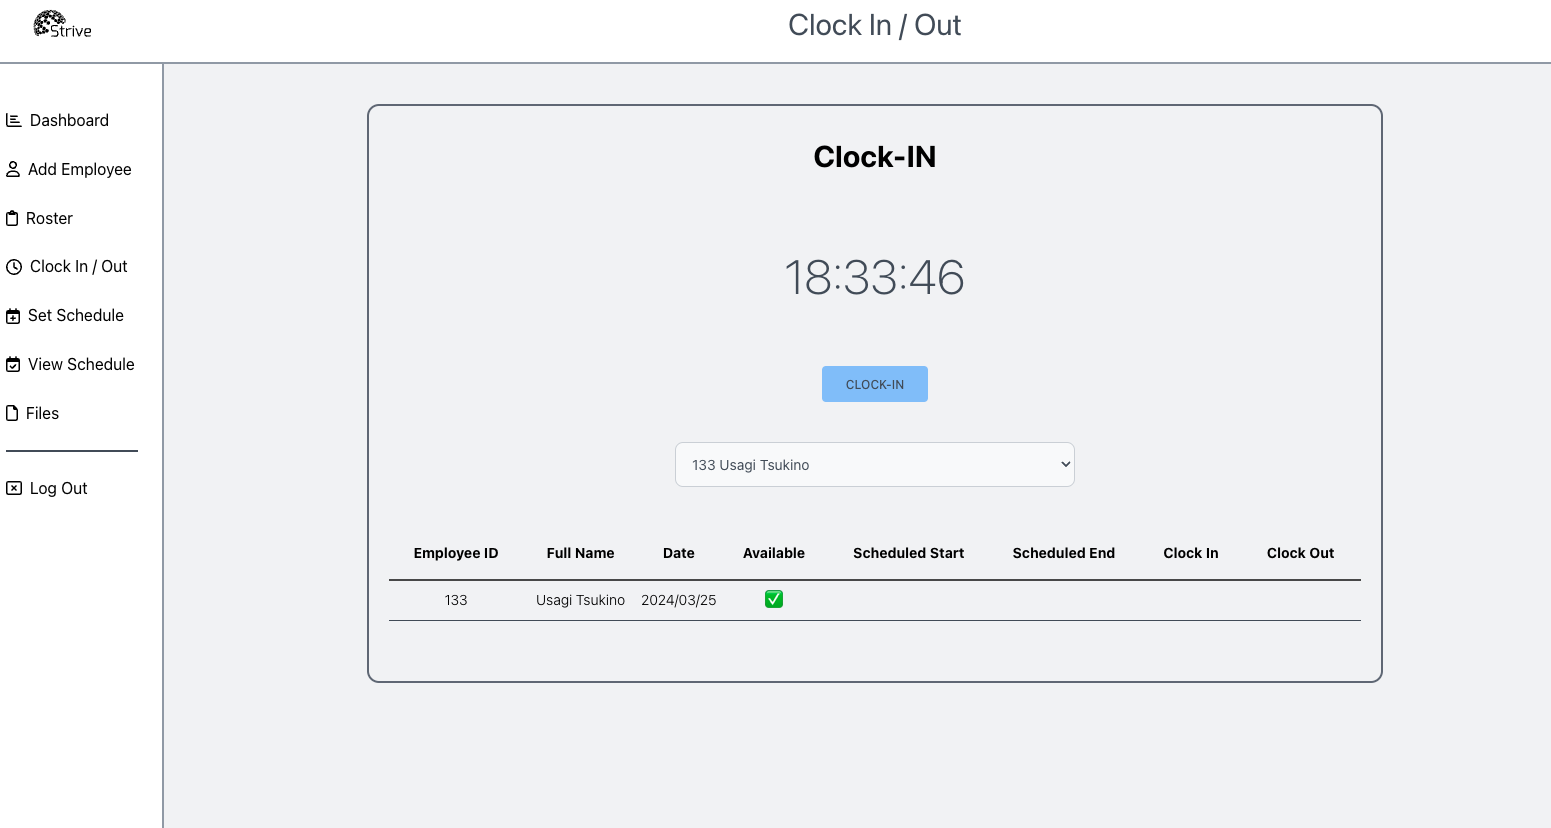 Strive
Clock In / Out
Dashboard
Add Employee
Roster
Clock In / Out
Set Schedule
View Schedule
Files
Log Out
Clock-IN
18:33:46
CLOCK-IN
133 Usagi Tsukino
Employee ID Full Name Date Available Scheduled Start Scheduled End Clock In Clock Out
133 Usagi Tsukino 2024/03/25 ✅